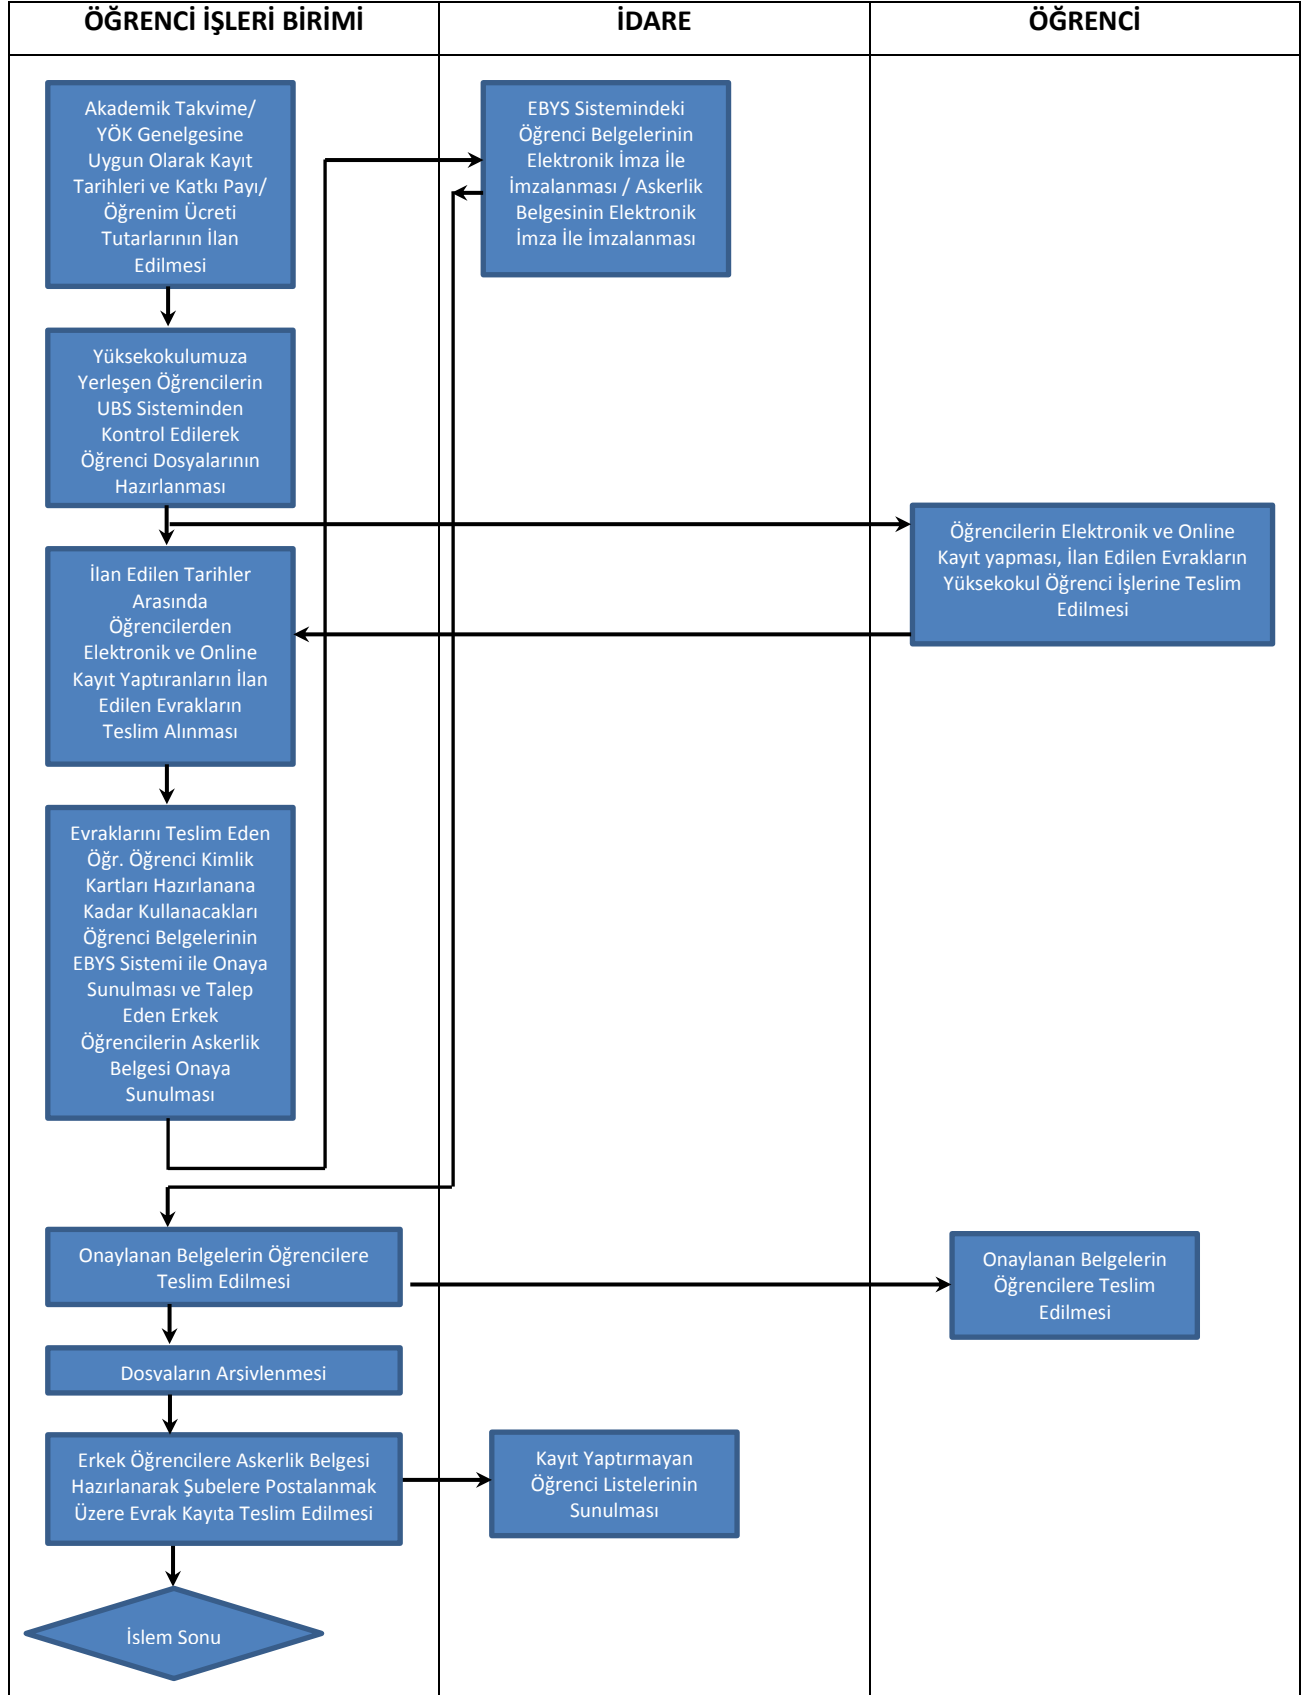 ÖĞRENCİ İŞLERİ BİRİMİ
İDARE
ÖĞRENCİ
Akademik Takvime/
YÖK Genelgesine
Uygun Olarak Kayıt
Tarihleri ve Katkı Payı/
Öğrenim Ücreti
Tutarlarının İlan
Edilmesi
EBYS Sistemindeki
Öğrenci Belgelerinin
Elektronik İmza İle
İmzalanması / Askerlik
Belgesinin Elektronik
İmza İle İmzalanması
Yüksekokulumuza
Yerleşen Öğrencilerin
UBS Sisteminden
Kontrol Edilerek
Öğrenci Dosyalarının
Hazırlanması
Öğrencilerin Elektronik ve Online
Kayıt yapması, İlan Edilen Evrakların
Yüksekokul Öğrenci İşlerine Teslim
Edilmesi
İlan Edilen Tarihler
Arasında
Öğrencilerden
Elektronik ve Online
Kayıt Yaptıranların İlan
Edilen Evrakların
Teslim Alınması
Evraklarını Teslim Eden
Öğr. Öğrenci Kimlik
Kartları Hazırlanana
Kadar Kullanacakları
Öğrenci Belgelerinin
EBYS Sistemi ile Onaya
Sunulması ve Talep
Eden Erkek
Öğrencilerin Askerlik
Belgesi Onaya
Sunulması
Onaylanan Belgelerin Öğrencilere
Teslim Edilmesi
Onaylanan Belgelerin
Öğrencilere Teslim
Edilmesi
Dosyaların Arşivlenmesi
Erkek Öğrencilere Askerlik Belgesi
Hazırlanarak Şubelere Postalanmak
Üzere Evrak Kayıta Teslim Edilmesi
Kayıt Yaptırmayan
Öğrenci Listelerinin
Sunulması
İşlem Sonu